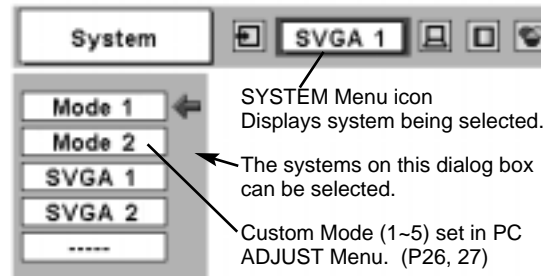 System
SVGA 1
Mode 1
Mode 2
SVGA 1
SVGA 2
-----
SYSTEM Menu icon
Displays system being selected.
The systems on this dialog box
can be selected.
Custom Mode (1~5) set in PC
ADJUST Menu. (P26, 27)